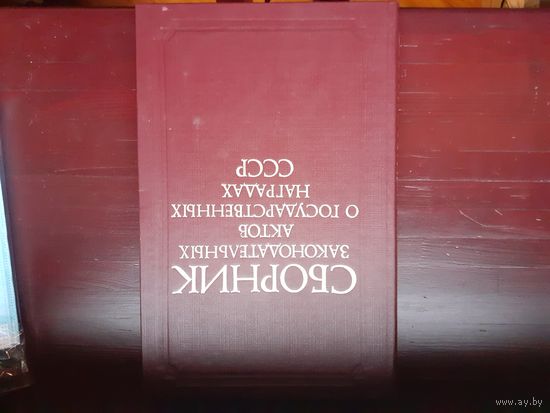 СБОРНИК
ЗАКОНОДАТЕЛЬНЫХ
АКТОВ
О ГОСУДАРСТВЕННЫХ
НАГРАДАХ
СССР
www.ay.by